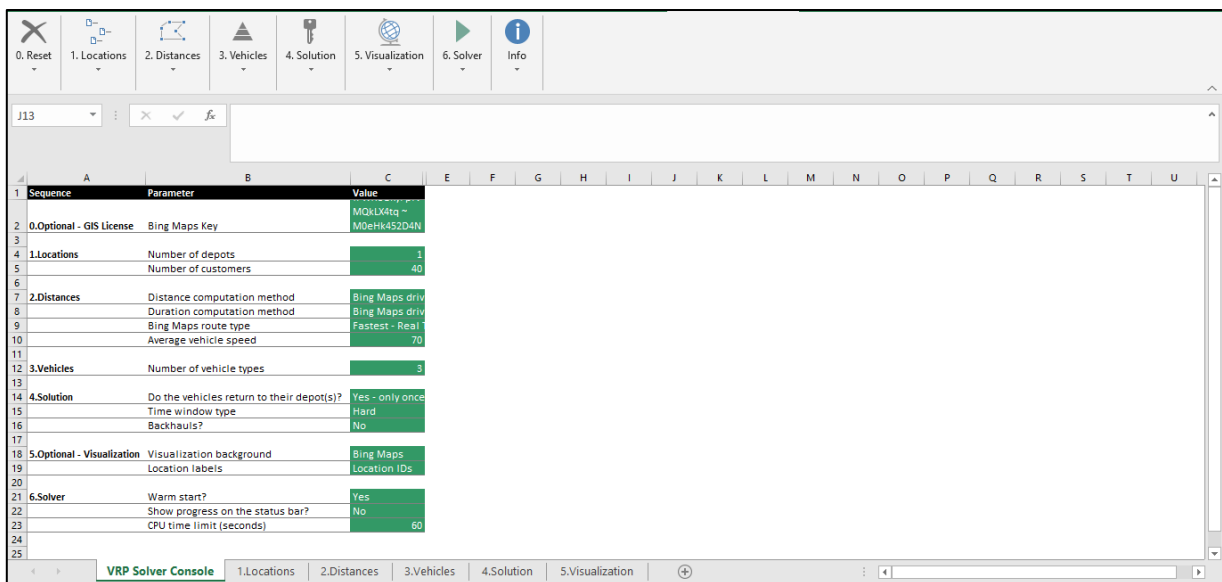 0. Reset 1. Locations 2. Distances 3. Vehicles 4. Solution 5. Visualization 6. Solver Info
J13 fx
A B C E F G H I J K L M N O P Q R S T U
1 Sequence Parameter Value
MQkLX4tq ~
2 0.Optional - GIS License Bing Maps Key M0eHk452D4N
3
4 1.Locations Number of depots 1
5 Number of customers 40
6
7 2.Distances Distance computation method Bing Maps driv
8 Duration computation method Bing Maps driv
9 Bing Maps route type Fastest - Real T
10 Average vehicle speed 70
11
12 3.Vehicles Number of vehicle types 3
13
14 4.Solution Do the vehicles return to their depot(s)? Yes - only once
15 Time window type Hard
16 Backhauls? No
17
18 5.Optional - Visualization Visualization background Bing Maps
19 Location labels Location IDs
20
21 6.Solver Warm start? Yes
22 Show progress on the status bar? No
23 CPU time limit (seconds) 60
24
25
VRP Solver Console 1.Locations 2.Distances 3.Vehicles 4.Solution 5.Visualization